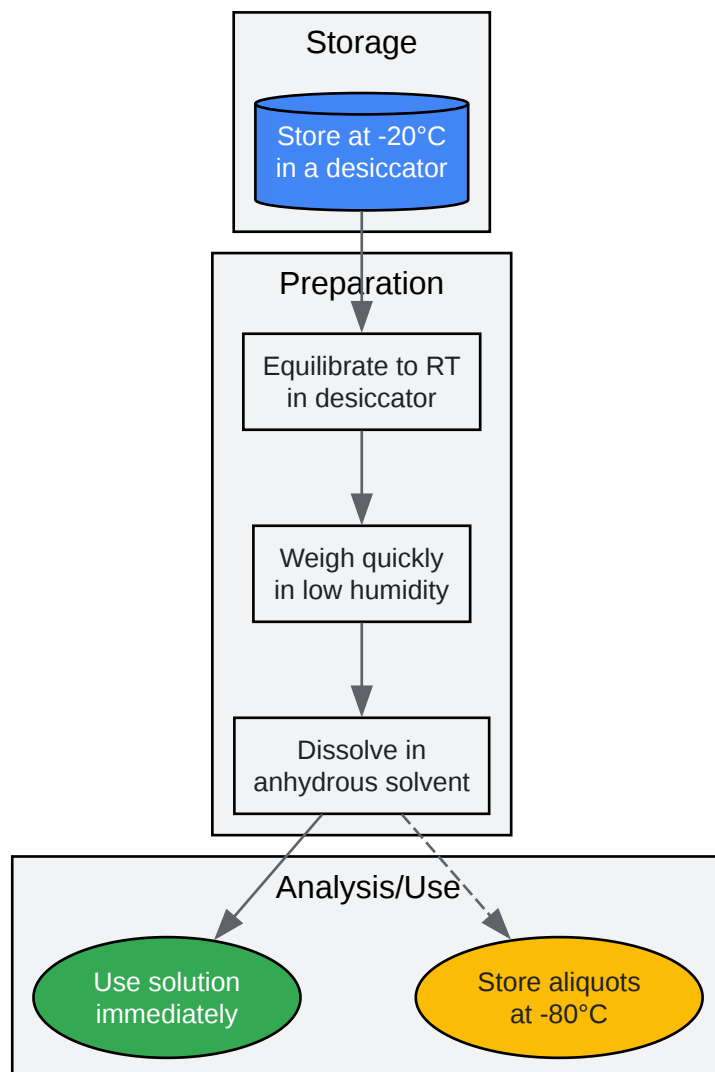 Storage
Store at -20°C
in a desiccator
Preparation
Equilibrate to RT
in desiccator
Weigh quickly
in low humidity
Dissolve in
anhydrous solvent
Analysis/Use
Use solution
immediately
Store aliquots
at -80°C